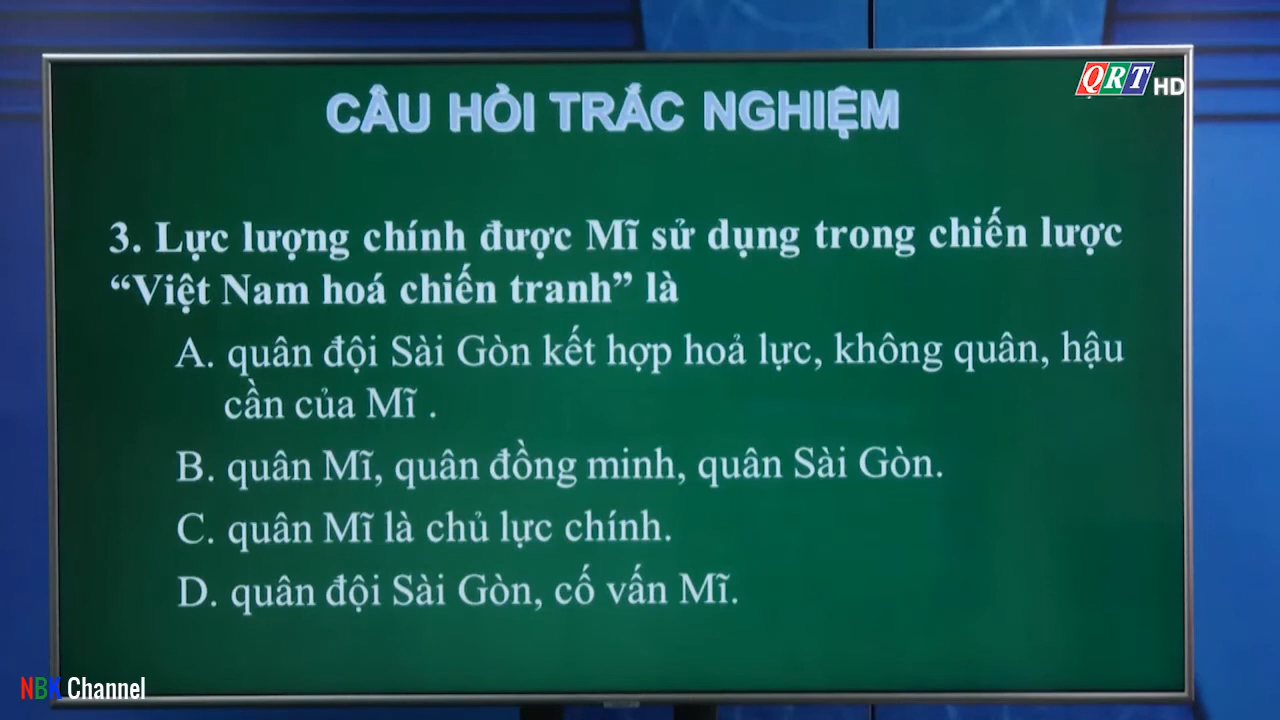 QRT HD
CÂU HỎI TRẮC NGHIỆM
3. Lực lượng chính được Mĩ sử dụng trong chiến lược
“Việt Nam hoá chiến tranh” là
A. quân đội Sài Gòn kết hợp hoả lực, không quân, hậu
cần của Mĩ .
B. quân Mĩ, quân đồng minh, quân Sài Gòn.
C. quân Mĩ là chủ lực chính.
D. quân đội Sài Gòn, cố vấn Mĩ.
NBK Channel